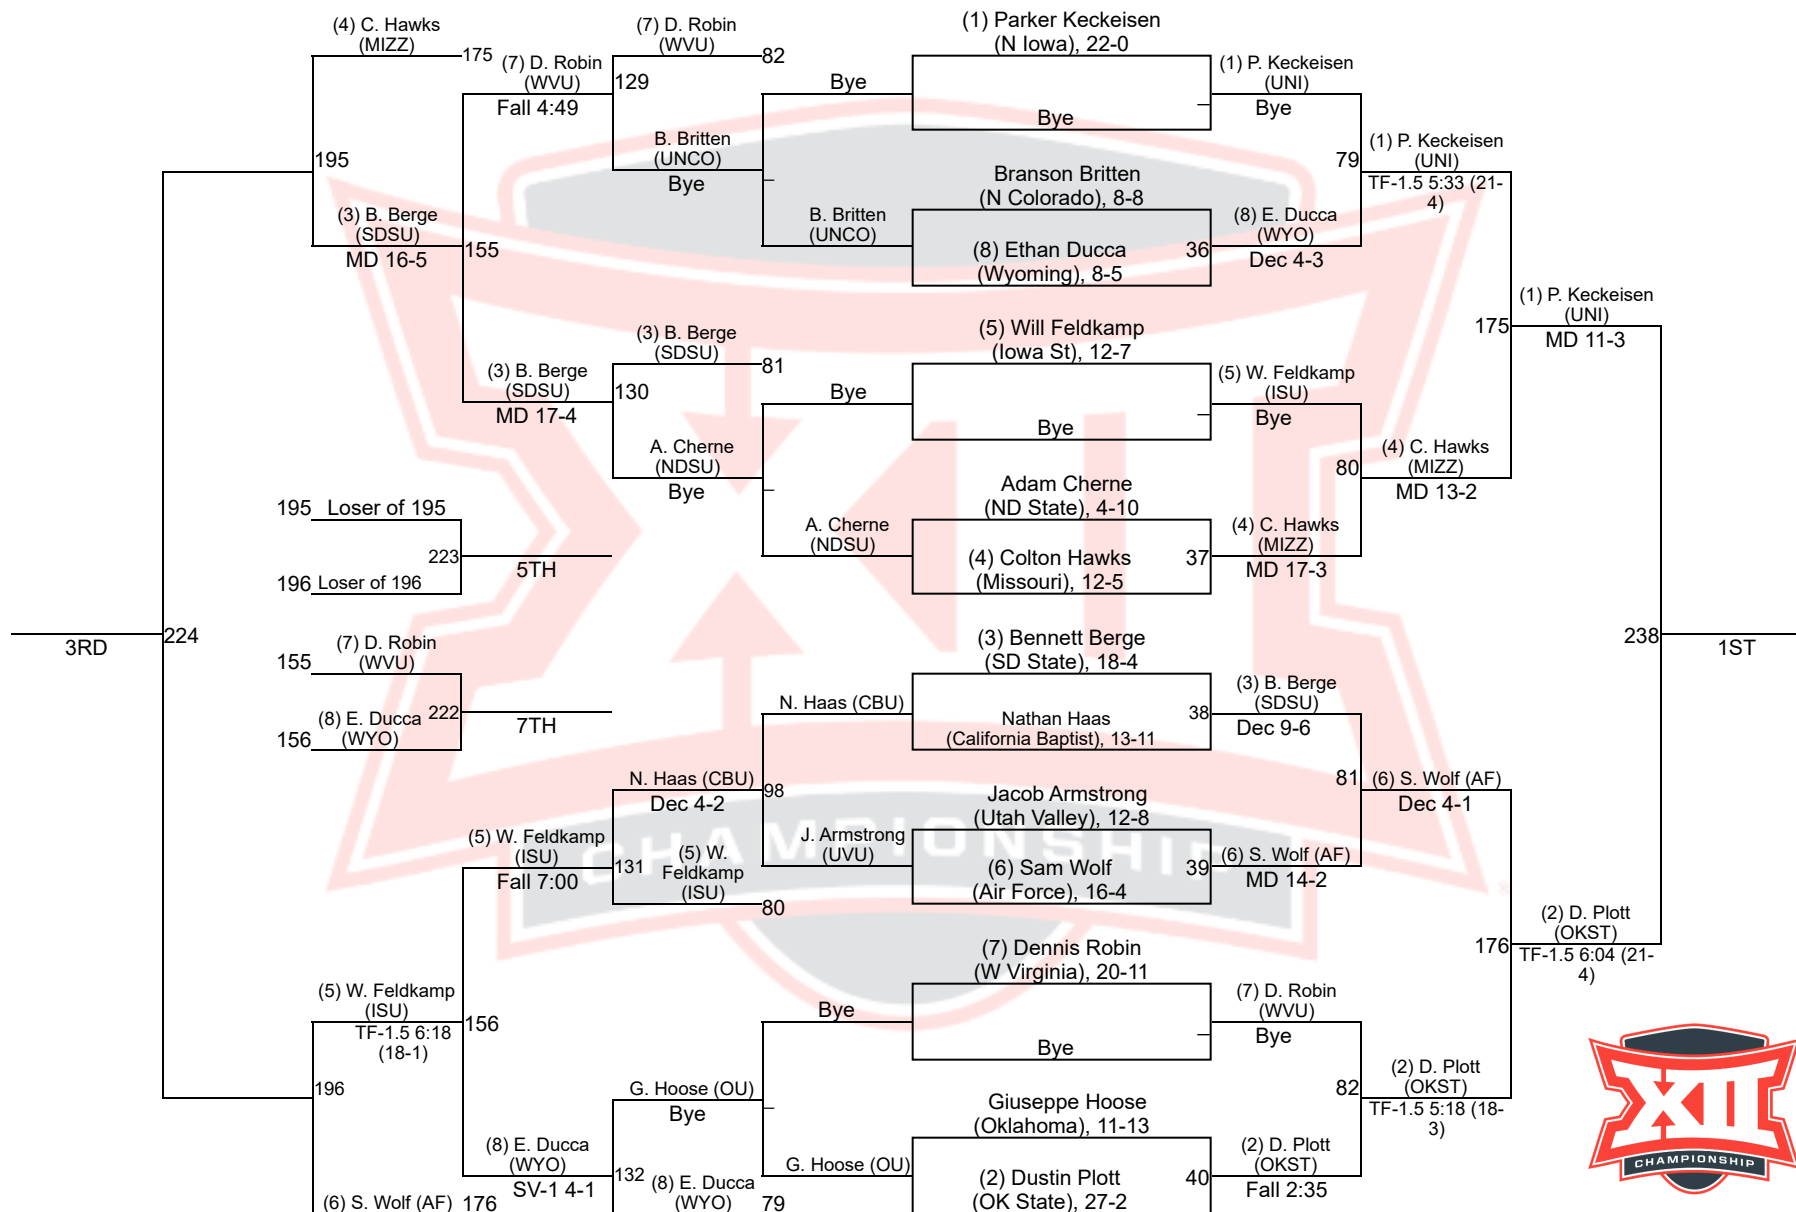 (4) C. Hawks
(MIZZ)
175
195
(3) B. Berge
(SDSU)
MD 16-5
(7) D. Robin
(WVU)
Fall 4:49
155
(3) B. Berge
(SDSU)
MD 17-4
(7) D. Robin
(WVU)
82
129
B. Britten
(UNCO)
Bye
(3) B. Berge
(SDSU)
81
130
A. Cherne
(NDSU)
Bye
Bye
B. Britten
(UNCO)
Bye
A. Cherne
(NDSU)
(1) Parker Keckeisen
(N Iowa), 22-0
Bye
Branson Britten
(N Colorado), 8-8
(8) Ethan Ducca
(Wyoming), 8-5
36
(5) Will Feldkamp
(Iowa St), 12-7
Bye
Adam Cherne
(ND State), 4-10
(4) Colton Hawks
(Missouri), 12-5
37
(1) P. Keckeisen
(UNI)
Bye
79
(8) E. Ducca
(WYO)
Dec 4-3
(5) W. Feldkamp
(ISU)
Bye
80
(4) C. Hawks
(MIZZ)
MD 17-3
(1) P. Keckeisen
(UNI)
TF-1.5 5:33 (21-
4)
175
(4) C. Hawks
(MIZZ)
MD 13-2
(1) P. Keckeisen
(UNI)
MD 11-3
195 Loser of 195
223
5TH
196 Loser of 196
3RD
224
155
(7) D. Robin
(WVU)
222
7TH
156
(8) E. Ducca
(WYO)
238
1ST
N. Haas (CBU)
N. Haas (CBU)
Dec 4-2
98
J. Armstrong
(UVU)
(5) W. Feldkamp
(ISU)
Fall 7:00
131
(5) W.
Feldkamp
(ISU)
80
(3) Bennett Berge
(SD State), 18-4
Nathan Haas
(California Baptist), 13-11
38
Jacob Armstrong
(Utah Valley), 12-8
(6) Sam Wolf
(Air Force), 16-4
39
(3) B. Berge
(SDSU)
Dec 9-6
81
(6) S. Wolf (AF)
MD 14-2
(6) S. Wolf (AF)
Dec 4-1
CHAMPIONSHIP
(5) W. Feldkamp
(ISU)
TF-1.5 6:18
(18-1)
156
196
(6) S. Wolf (AF)
176
(8) E. Ducca
(WYO)
SV-1 4-1
132
G. Hoose (OU)
Bye
(8) E. Ducca
(WYO)
79
Bye
G. Hoose (OU)
(7) Dennis Robin
(W Virginia), 20-11
Bye
Giuseppe Hoose
(Oklahoma), 11-13
(2) Dustin Plott
(OK State), 27-2
40
(7) D. Robin
(WVU)
Bye
82
(2) D. Plott
(OKST)
Fall 2:35
(2) D. Plott
(OKST)
TF-1.5 5:18 (18-
3)
176
(2) D. Plott
(OKST)
TF-1.5 6:04 (21-
4)
XII
CHAMPIONSHIP